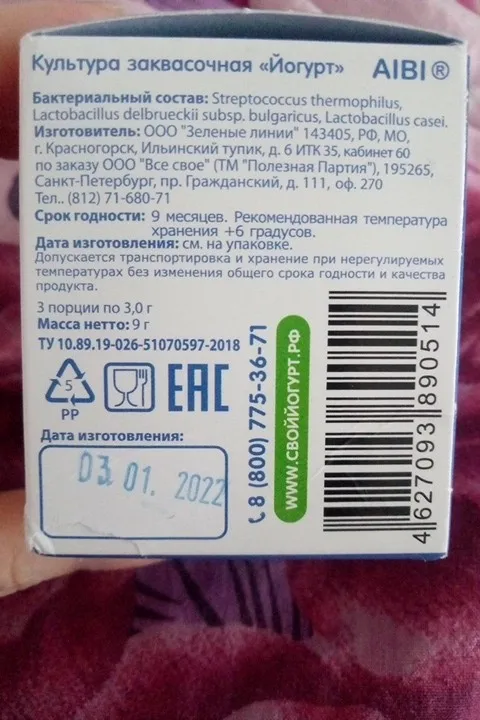 Культура заквасочная «Йогурт» AIBI®
Бактериальный состав: Streptococcus thermophilus,
Lactobacillus delbrueckii subsp. bulgaricus, Lactobacillus casei.
Изготовитель: ООО "Зеленые линии" 143405, РФ, МО,
г. Красногорск, Ильинский тупик, д. 6 ИТК 35, кабинет 60
по заказу ООО "Все свое" (ТМ "Полезная Партия"), 195265,
Санкт-Петербург, пр. Гражданский, д. 111, оф. 270
Тел.. (812) 71-680-71
Срок годности: 9 месяцев. Рекомендованная температура
хранения +6 градусов.
Дата изготовления: см. на упаковке.
Допускается транспортировка и хранение при нерегулируемых
температурах без изменения общего срока годности и качества
продукта.
3 порции по 3,0 г
Масса нетто: 9 г
ТУ 10.89.19-026-51070597-2018
5
PP
EAC
Дата изготовления:
03. 01. 2022
8 (800) 775-36-71
WWW.СВОЙЙОГУРТ.РФ
4 627093 890514